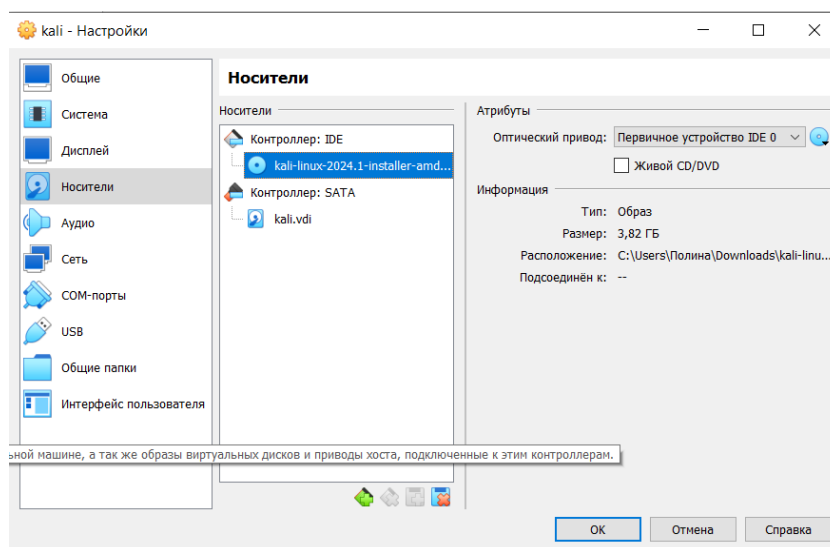 kali - Настройки
Общие
Система
Дисплей
Носители
Аудио
Сеть
COM-порты
USB
Общие папки
Интерфейс пользователя
Носители
Носители
Контроллер: IDE
kali-linux-2024.1-installer-amd...
Контроллер: SATA
kali.vdi
Атрибуты
Оптический привод: Первичное устройство IDE 0
Живой CD/DVD
Информация
Тип: Образ
Размер: 3,82 ГБ
Расположение: C:\Users\Полина\Downloads\kali-linu...
Подсоединён к: --
ьной машине, а так же образы виртуальных дисков и приводы хоста, подключенные к этим контроллерам.
OK
Отмена
Справка